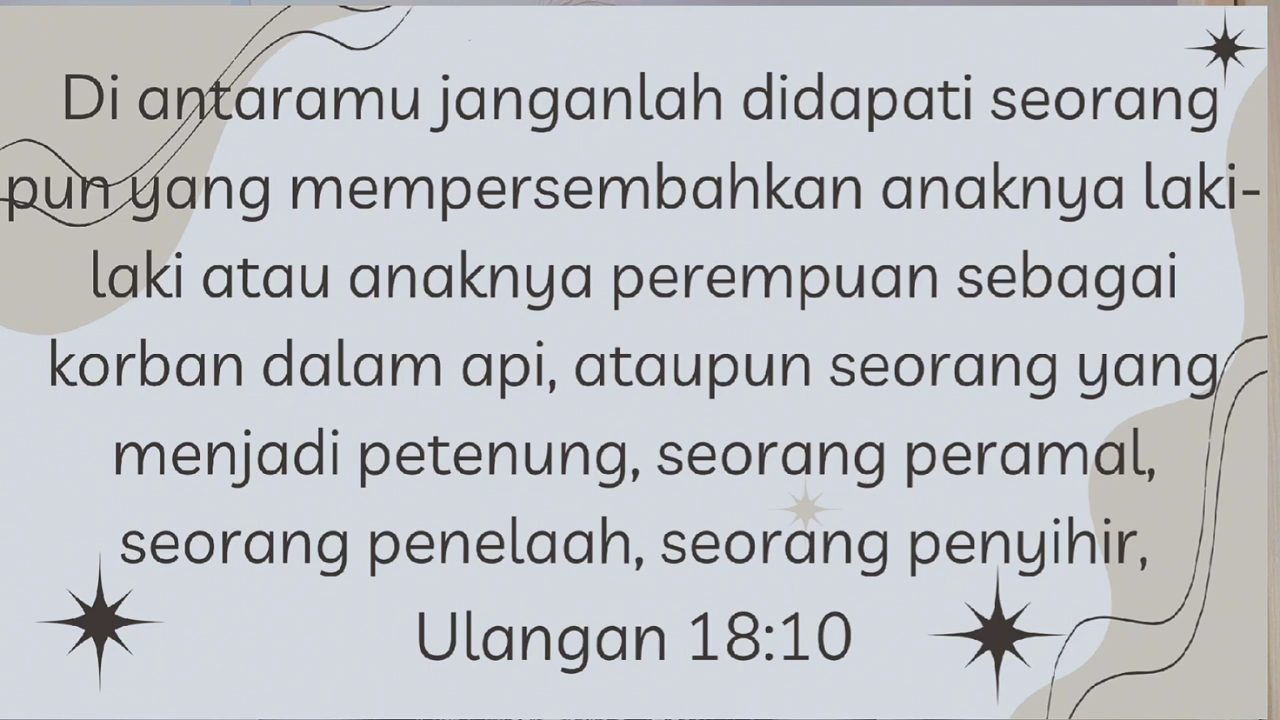 Di antaramu janganlah didapati seorang
pun yang mempersembahkan anaknya laki-
laki atau anaknya perempuan sebagai
korban dalam api, ataupun seorang yang
menjadi petenung, seorang peramal,
seorang penelaah, seorang penyihir,
Ulangan 18:10